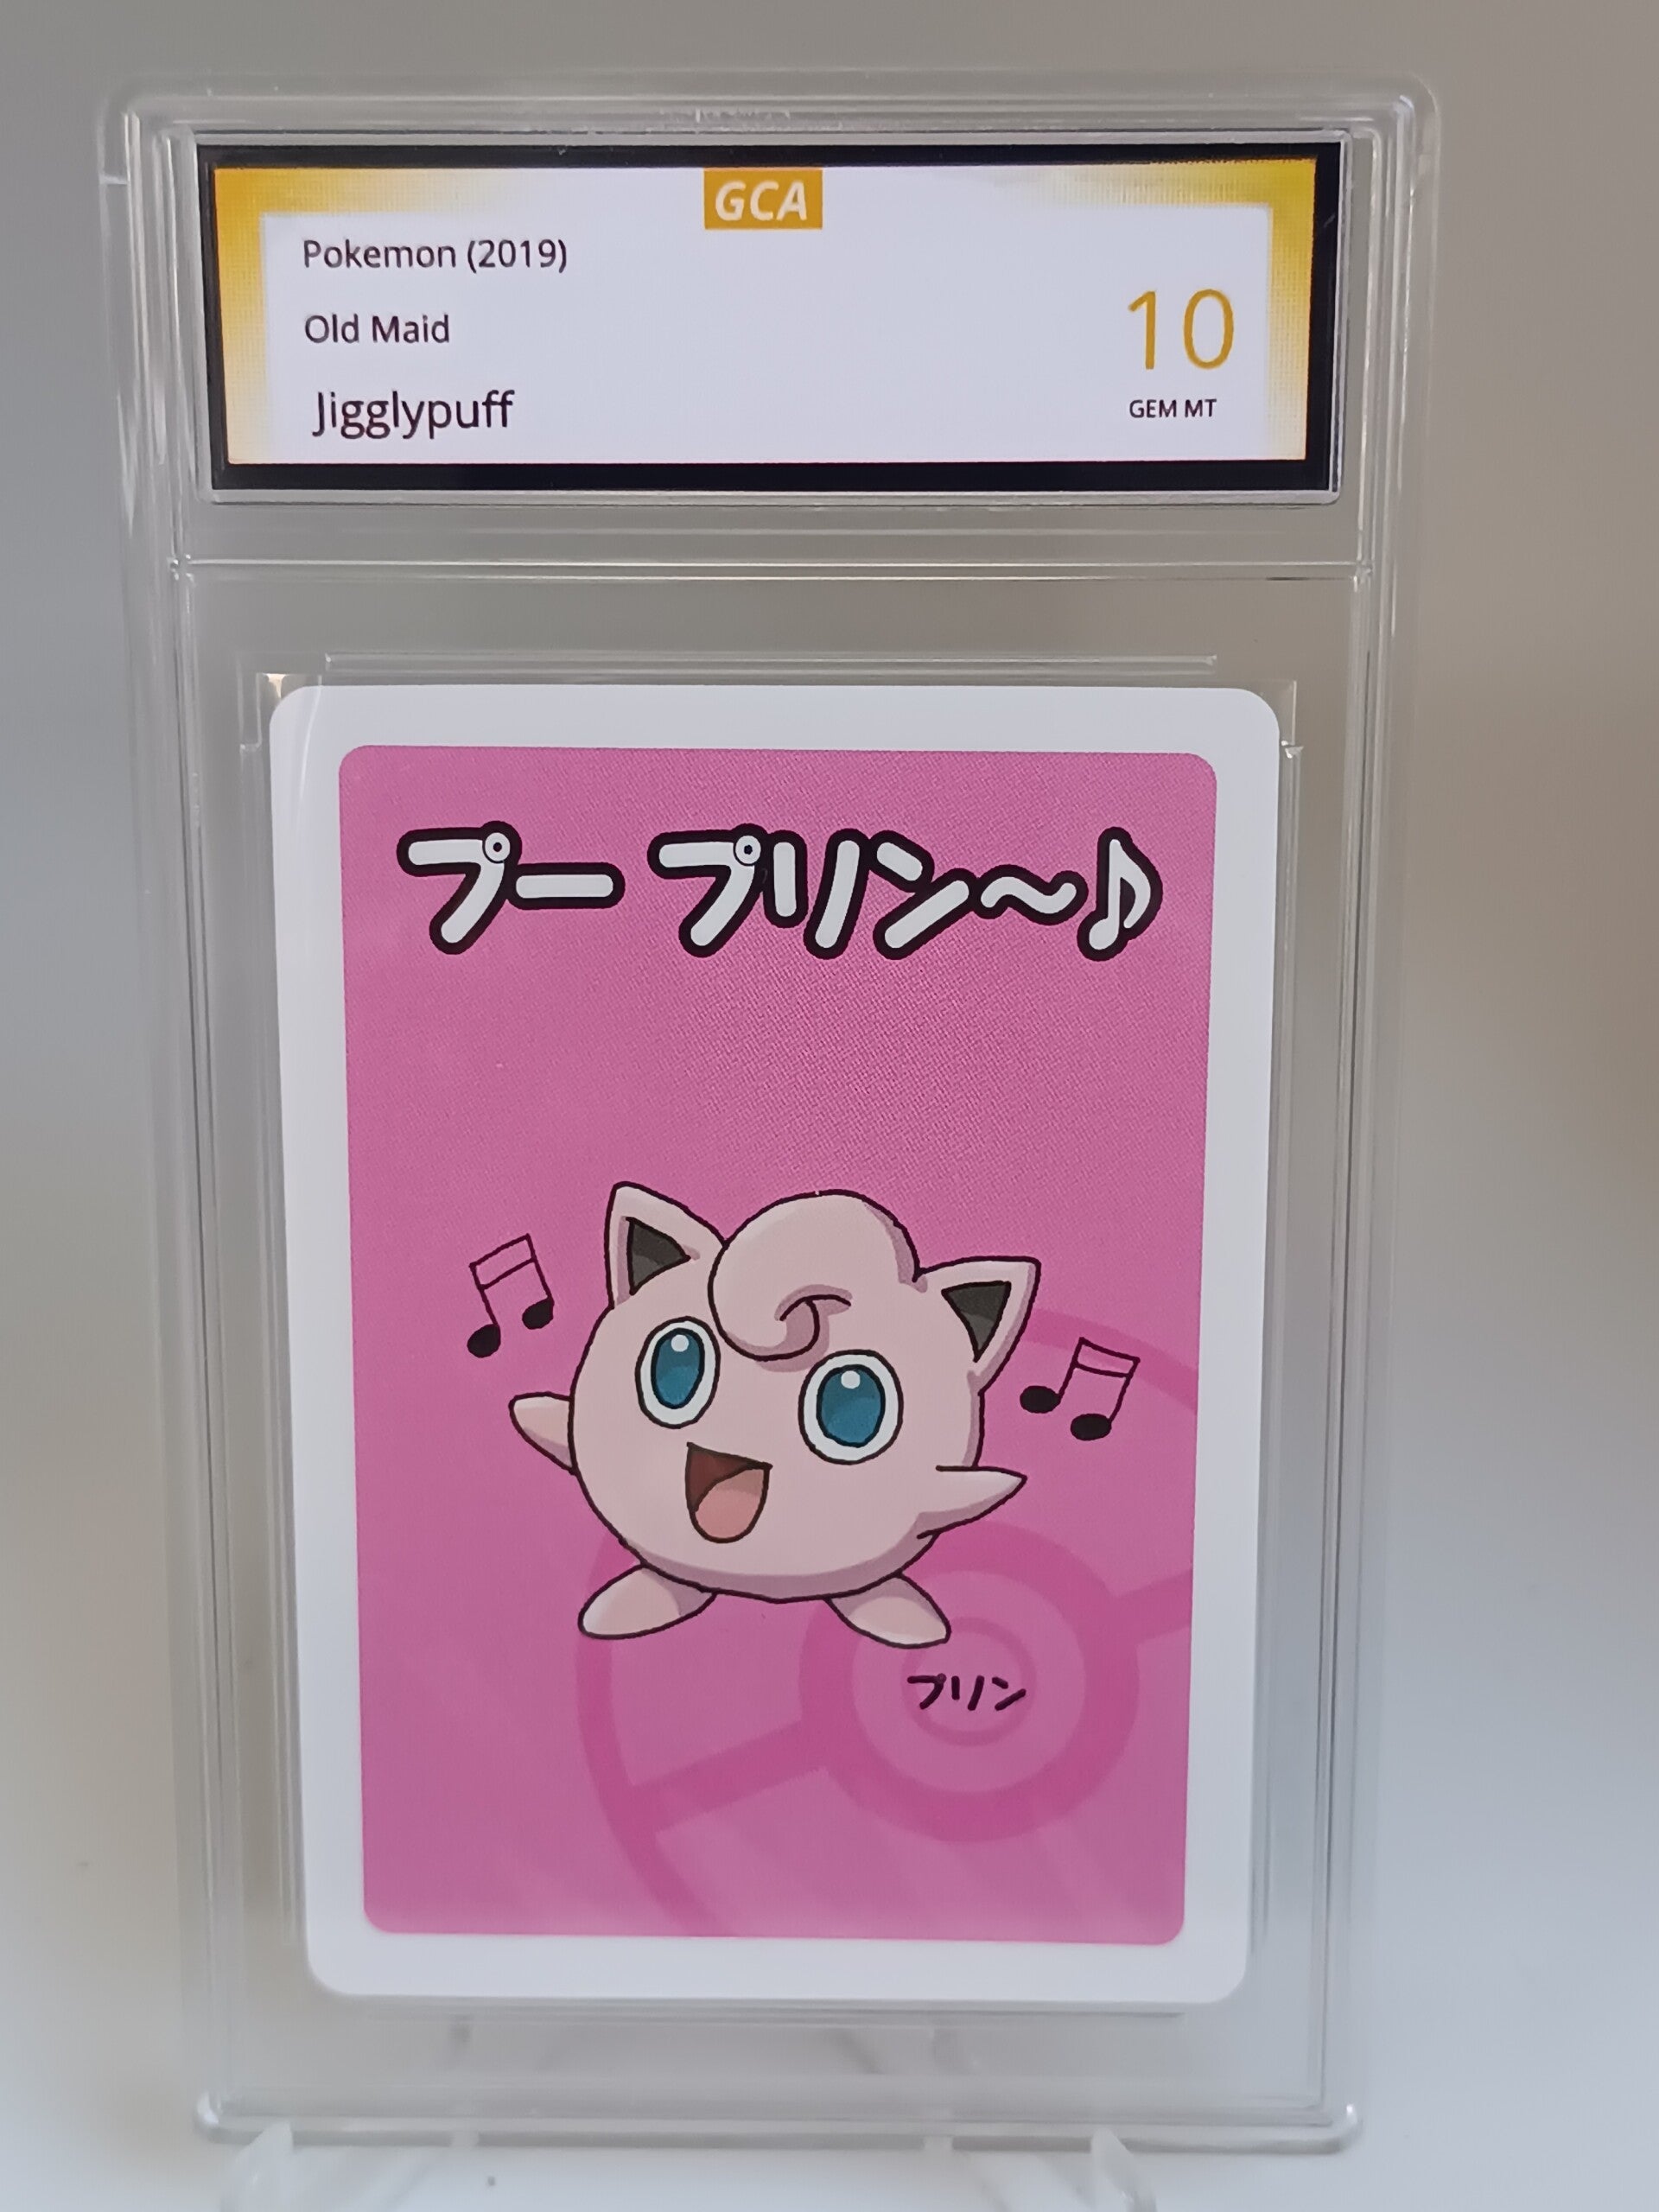 GCA
Pokemon (2019)
Old Maid
10
Jigglypuff
GEM MT
プー プリン～♪
プリン